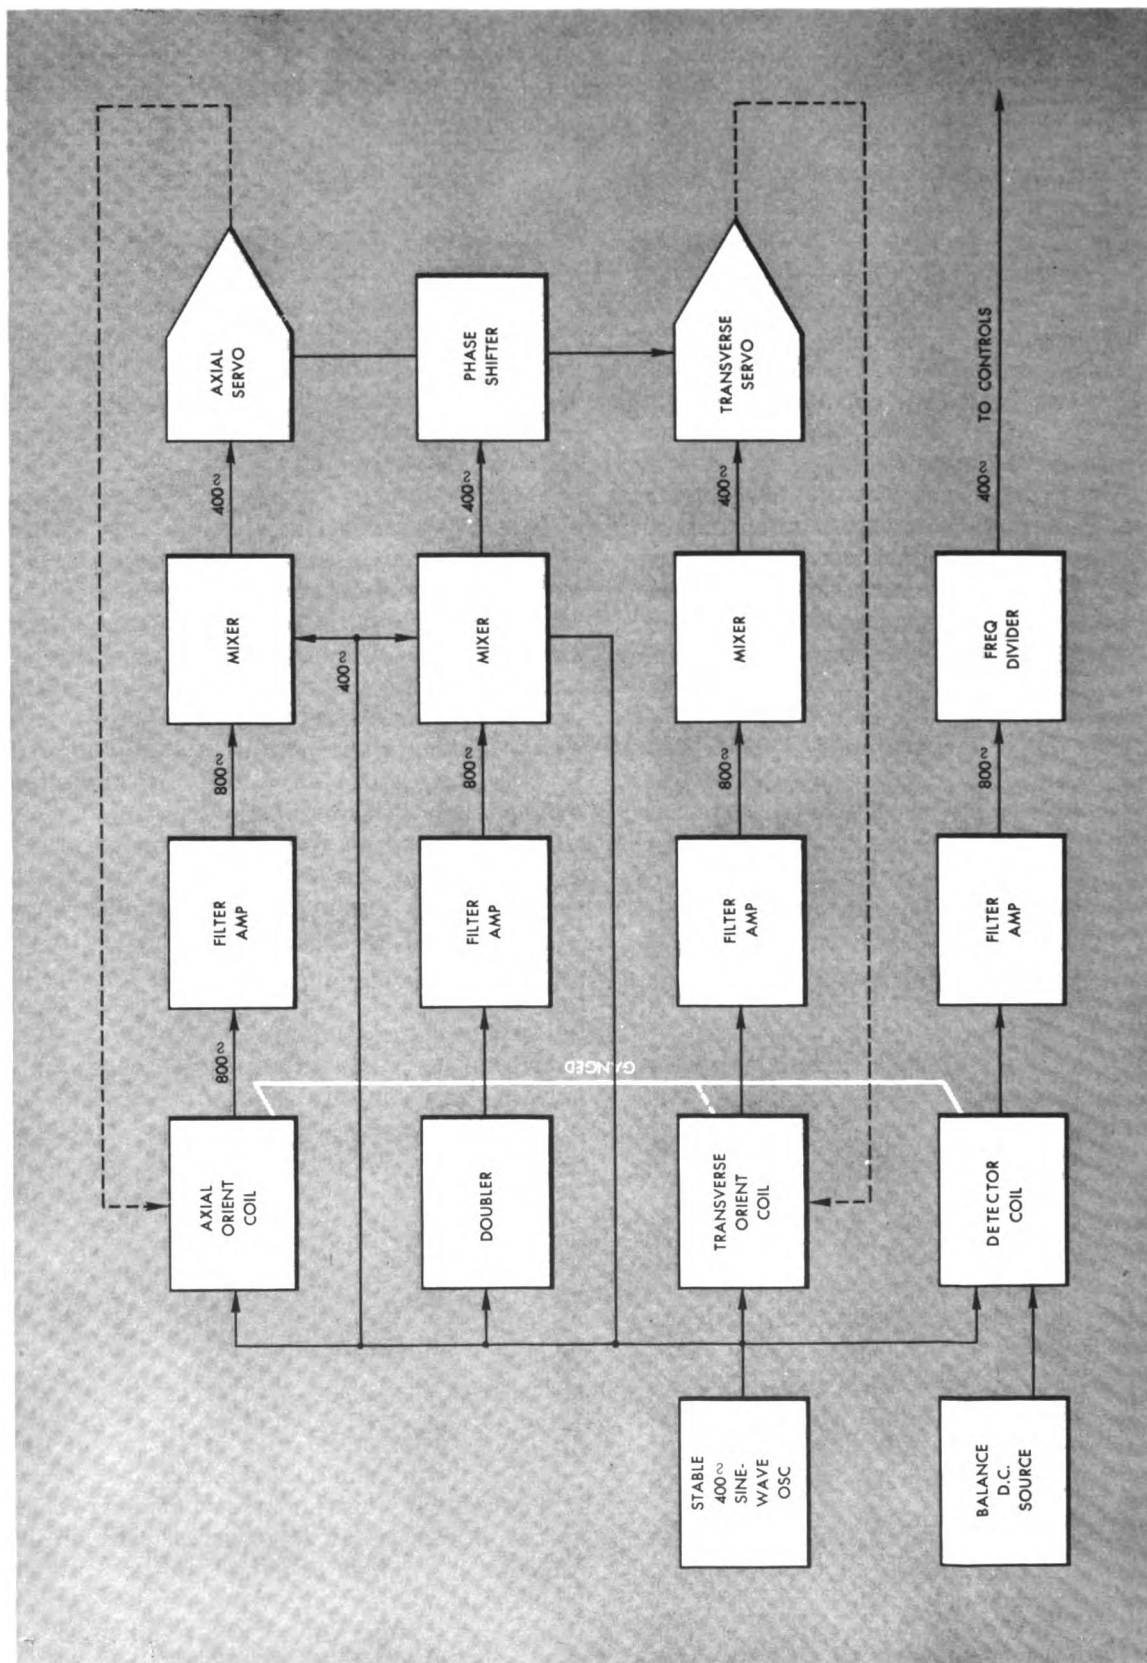 AXIAL
ORIENT
COIL
800~
FILTER
AMP
800~
MIXER
400~
AXIAL
SERVO
400~
DOUBLER
FILTER
AMP
800~
MIXER
400~
PHASE
SHIFTER
GANGED
STABLE
400~
SINE-
WAVE
OSC
TRANSVERSE
ORIENT
COIL
FILTER
AMP
800~
MIXER
400~
TRANSVERSE
SERVO
BALANCE
D.C.
SOURCE
DETECTOR
COIL
FILTER
AMP
800~
FREQ
DIVIDER
400~ TO CONTROLS